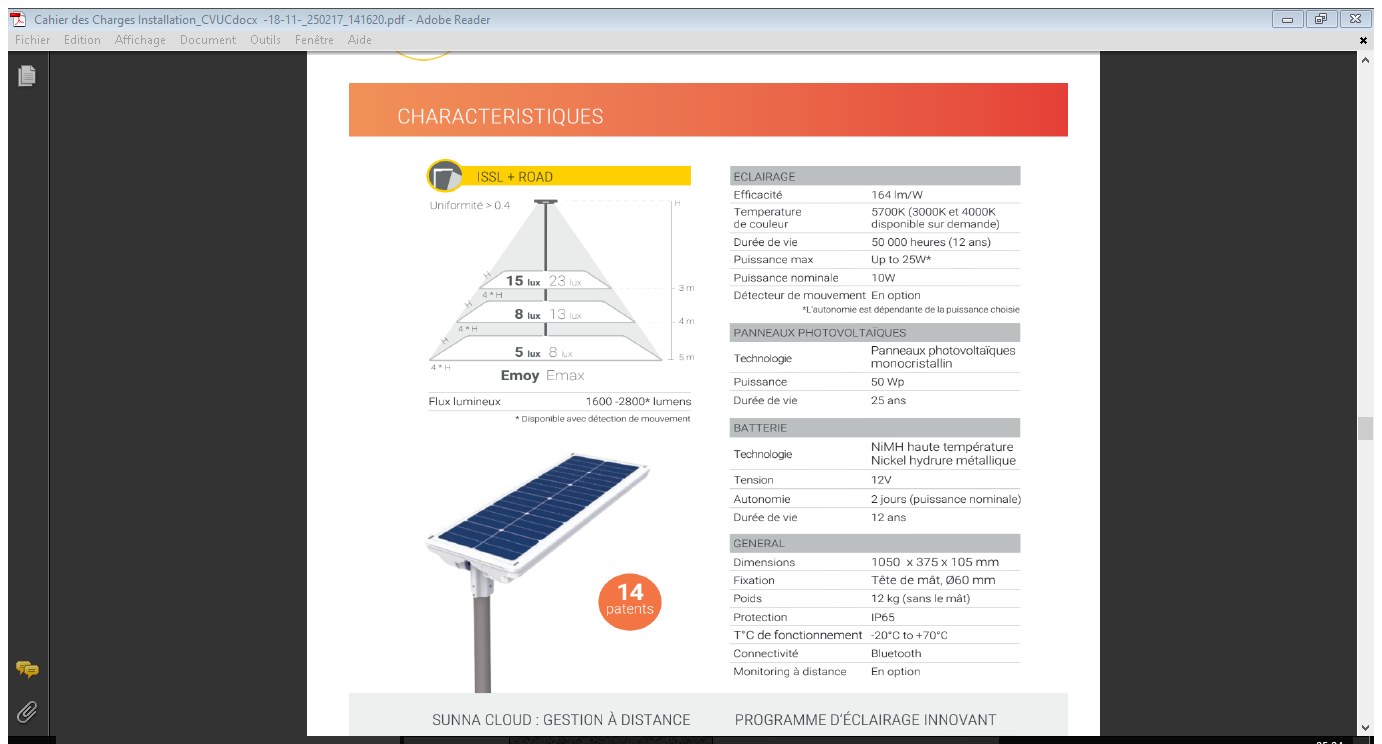 Cahier des Charges Installation_CVUCdocx -18-11-_250217_141620.pdf - Adobe Reader
Fichier Edition Affichage Document Outils Fenêtre Aide
CHARACTERISTIQUES
ISSL + ROAD
Uniformité > 0.4
H
H
15 lux 23 lux
3 m
4 * H
H
8 lux 13 lux
4 m
4 * H
H
5 lux 8 lux
5 m
4 * H
Emoy Emax
Flux lumineux 1600 -2800* lumens
* Disponible avec détection de mouvement
14
patents
ECLAIRAGE
Efficacité 164 lm/W
Temperature de couleur 5700K (3000K et 4000K
disponible sur demande)
Durée de vie 50 000 heures (12 ans)
Puissance max Up to 25W*
Puissance nominale 10W
Détecteur de mouvement En option
*L'autonomie est dépendante de la puissance choisie
PANNEAUX PHOTOVOLTAÏQUES
Technologie Panneaux photovoltaïques
monocristallin
Puissance 50 Wp
Durée de vie 25 ans
BATTERIE
Technologie NiMH haute température
Nickel hydrure métallique
Tension 12V
Autonomie 2 jours (puissance nominale)
Durée de vie 12 ans
GENERAL
Dimensions 1050 x 375 x 105 mm
Fixation Tête de mât, Ø60 mm
Poids 12 kg (sans le mât)
Protection IP65
T°C de fonctionnement -20°C to +70°C
Connectivité Bluetooth
Monitoring à distance En option
SUNNA CLOUD : GESTION À DISTANCE
PROGRAMME D'ÉCLAIRAGE INNOVANT